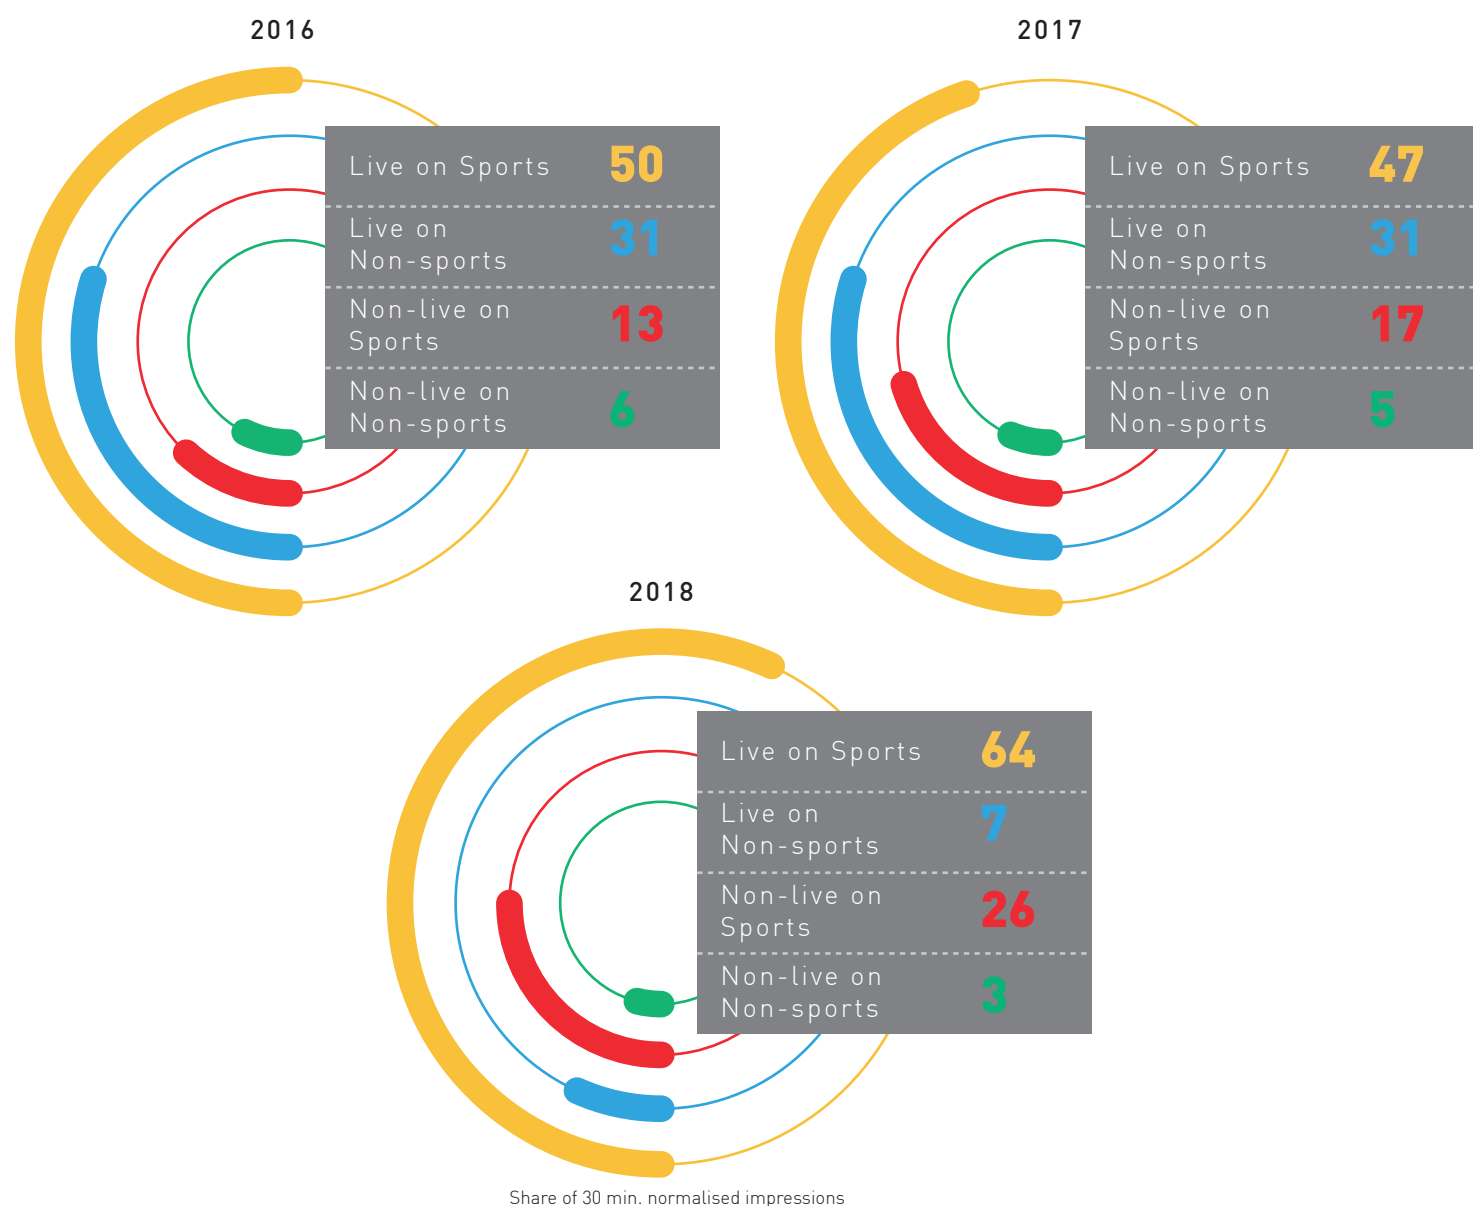 2016
Live on Sports 50
Live on
Non-sports 31
Non-live on
Sports 13
Non-live on
Non-sports 6
2017
Live on Sports 47
Live on
Non-sports 31
Non-live on
Sports 17
Non-live on
Non-sports 5
2018
Live on Sports 64
Live on
Non-sports 7
Non-live on
Sports 26
Non-live on
Non-sports 3
Share of 30 min. normalised impressions